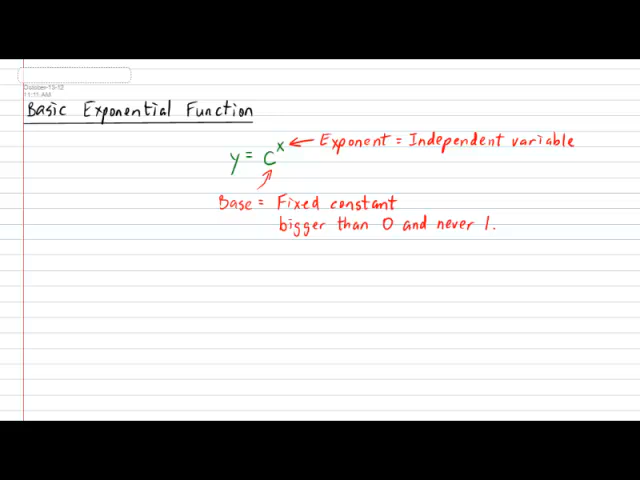 October-15-12
11:11 AM
Basic Exponential Function
y = c^x ← Exponent = Independent variable
Base = Fixed constant
bigger than 0 and never 1.